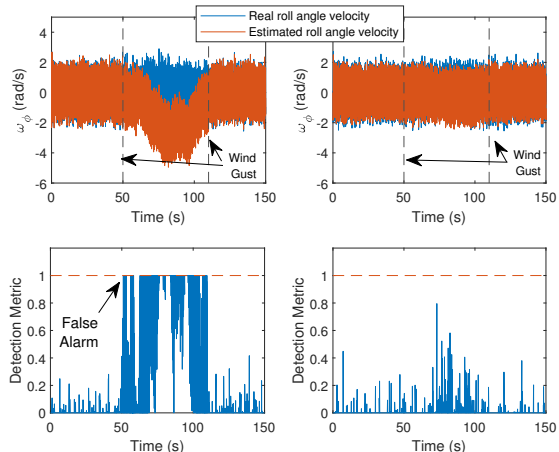 Real roll angle velocity
Estimated roll angle velocity
4
2
0
-2
-4
-6
ω_ϕ̇ (rad/s)
Wind
Gust
0
50
100
150
Time (s)
4
2
0
-2
-4
-6
ω_ϕ̇ (rad/s)
Wind
Gust
0
50
100
150
Time (s)
1
0.8
0.6
0.4
0.2
0
Detection Metric
False
Alarm
0
50
100
150
Time (s)
1
0.8
0.6
0.4
0.2
0
Detection Metric
0
50
100
150
Time (s)